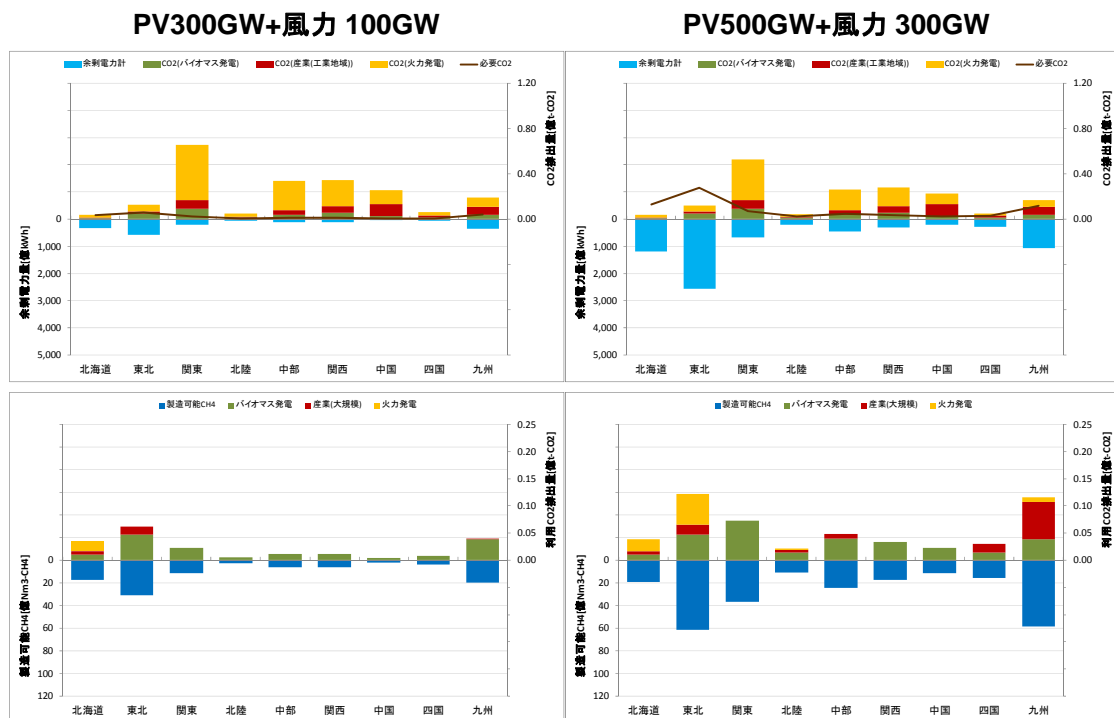 PV300GW+風力 100GW
余剰電力計 CO2(バイオマス発電) CO2(産業(工業地域)) CO2(火力発電) 必要CO2
1.20
0.80
0.40
0.00
CO2排出量[億t-CO2]
0
1,000
2,000
3,000
4,000
5,000
余剰電力量[億kWh]
北海道 東北 関東 北陸 中部 関西 中国 四国 九州
製造可能CH4 バイオマス発電 産業(大規模) 火力発電
0.25
0.20
0.15
0.10
0.05
0.00
利用CO2排出量[億t-CO2]
0
20
40
60
80
100
120
製造可能CH4[億Nm3-CH4]
北海道 東北 関東 北陸 中部 関西 中国 四国 九州
PV500GW+風力 300GW
余剰電力計 CO2(バイオマス発電) CO2(産業(工業地域)) CO2(火力発電) 必要CO2
1.20
0.80
0.40
0.00
CO2排出量[億t-CO2]
0
1,000
2,000
3,000
4,000
5,000
余剰電力量[億kWh]
北海道 東北 関東 北陸 中部 関西 中国 四国 九州
製造可能CH4 バイオマス発電 産業(大規模) 火力発電
0.25
0.20
0.15
0.10
0.05
0.00
利用CO2排出量[億t-CO2]
0
20
40
60
80
100
120
製造可能CH4[億Nm3-CH4]
北海道 東北 関東 北陸 中部 関西 中国 四国 九州